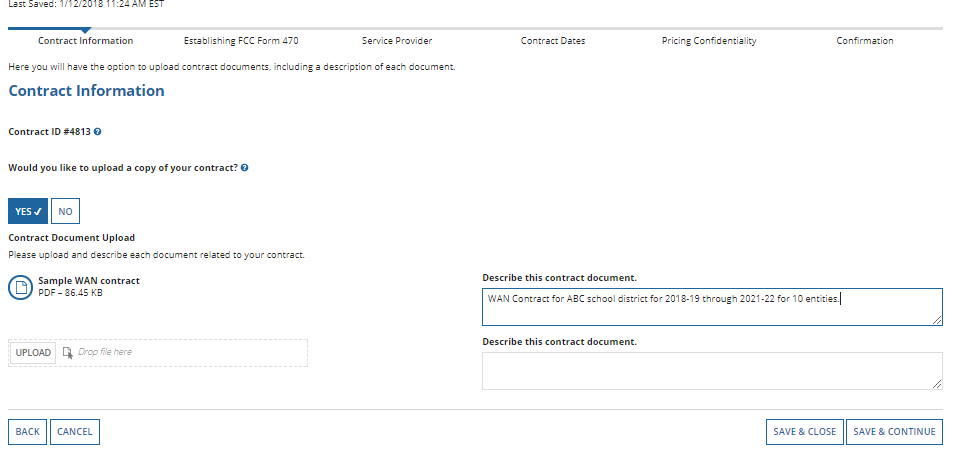 Last Saved: 1/12/2018 11:24 AM EST
Contract Information
Establishing FCC Form 470
Service Provider
Contract Dates
Pricing Confidentiality
Confirmation
Here you will have the option to upload contract documents, including a description of each document.
Contract Information
Contract ID #4813 ?
Would you like to upload a copy of your contract? ?
YES ✓
NO
Contract Document Upload
Please upload and describe each document related to your contract.
Sample WAN contract
PDF – 86.45 KB
Describe this contract document.
WAN Contract for ABC school district for 2018-19 through 2021-22 for 10 entities.
UPLOAD
Drop file here
Describe this contract document.
BACK
CANCEL
SAVE & CLOSE
SAVE & CONTINUE